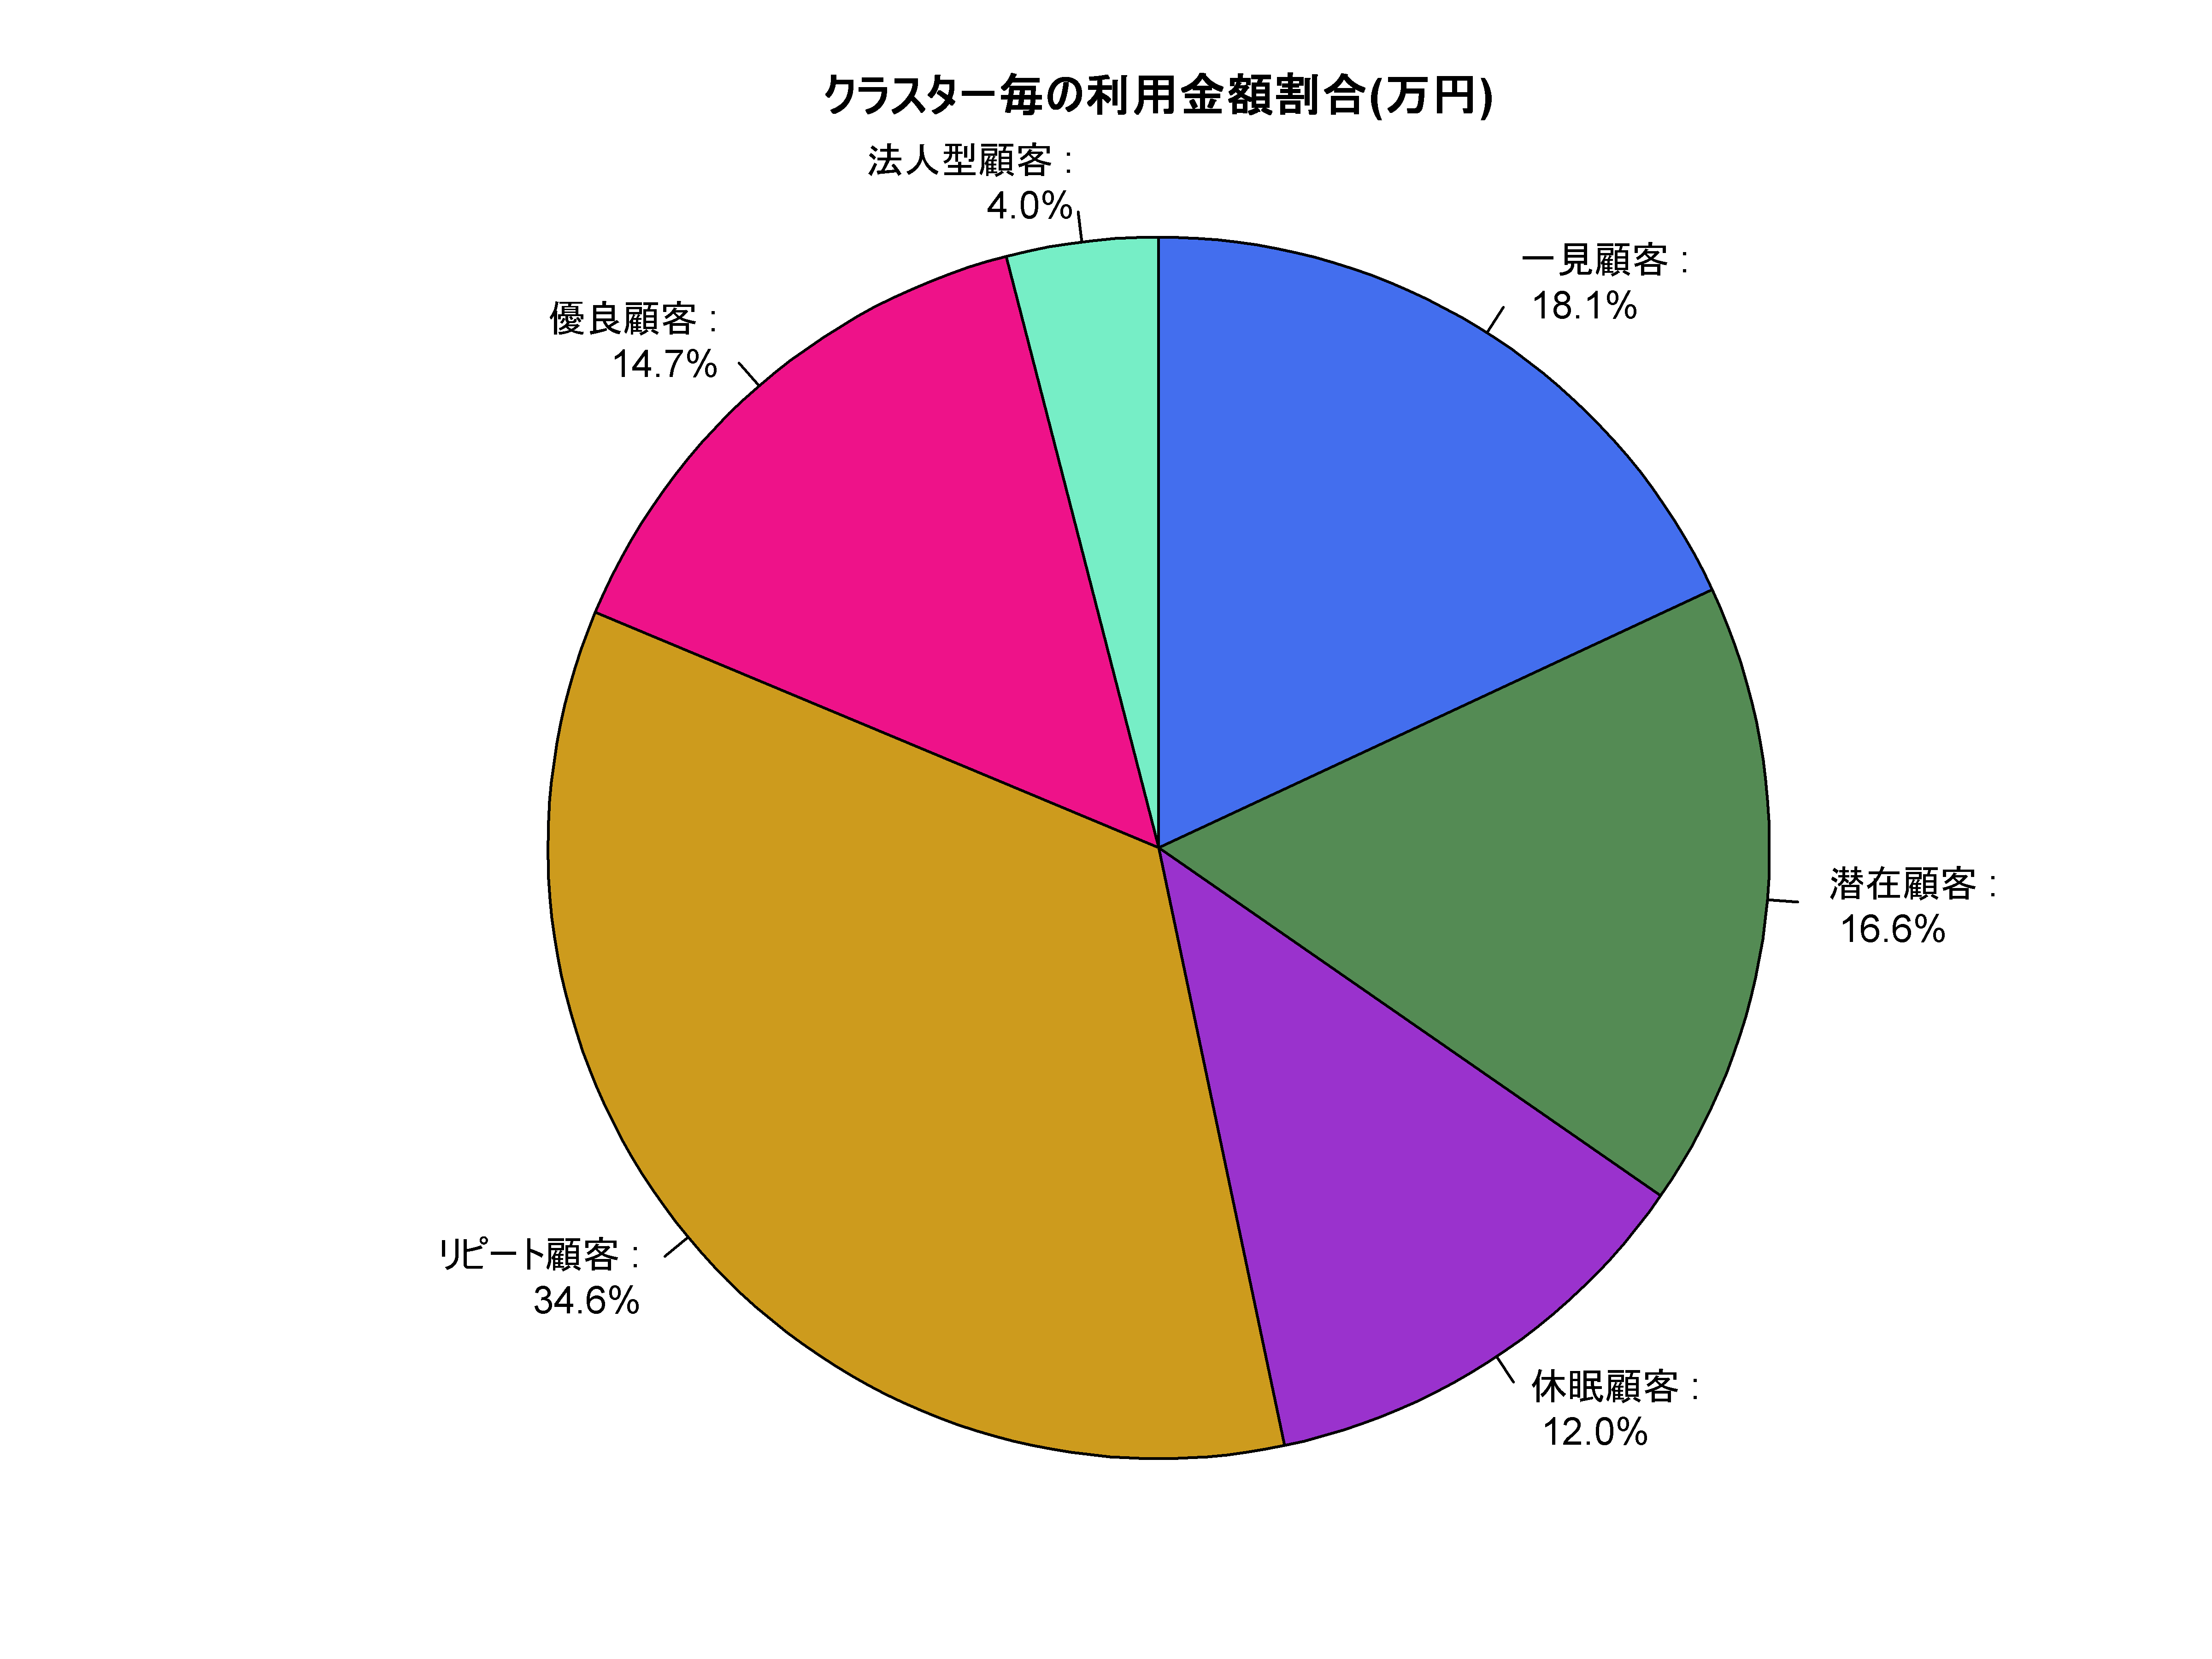 クラスター毎の利用金額割合(万円)
法人型顧客 :
4.0%
一見顧客 :
18.1%
優良顧客 :
14.7%
潜在顧客 :
16.6%
リピート顧客 :
34.6%
休眠顧客 :
12.0%